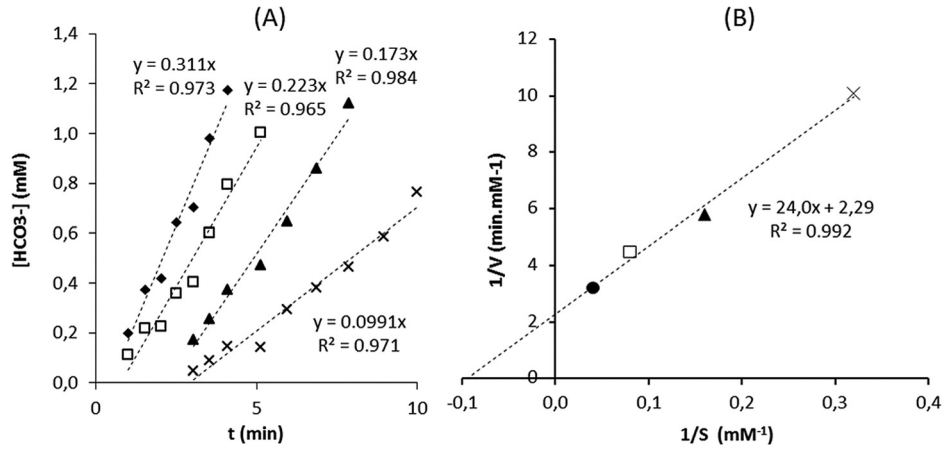 (A)
1,4
1,2
1,0
0,8
0,6
0,4
0,2
0,0
[HCO3-] (mM)
0
5
10
t (min)
y = 0.311x
R² = 0.973
y = 0.223x
R² = 0.965
y = 0.173x
R² = 0.984
y = 0.0991x
R² = 0.971
(B)
12
10
8
6
4
2
0
1/V (min.mM-1)
-0,1
0,0
0,1
0,2
0,3
0,4
1/S (mM⁻¹)
y = 24,0x + 2,29
R² = 0.992